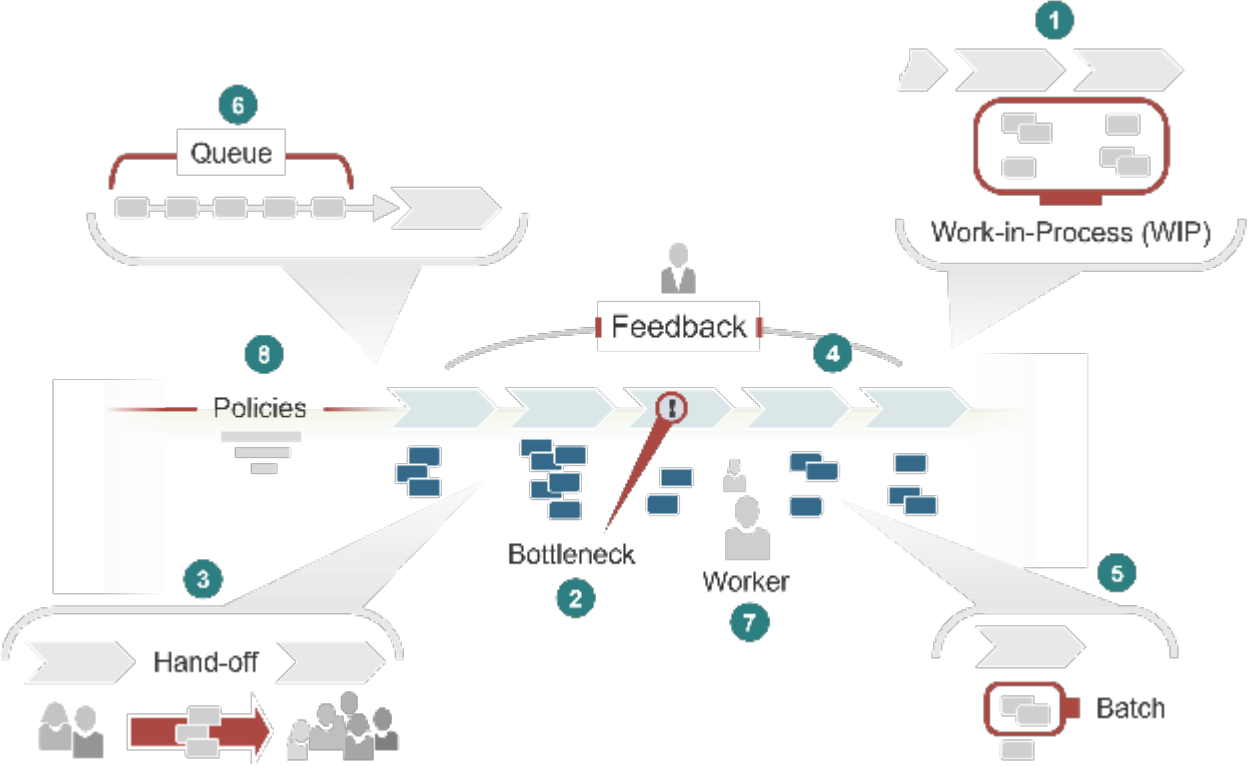 1
6
Queue
Work-in-Process (WIP)
Feedback
4
8
Policies
!
Bottleneck
2
Worker
7
3
Hand-off
5
Batch